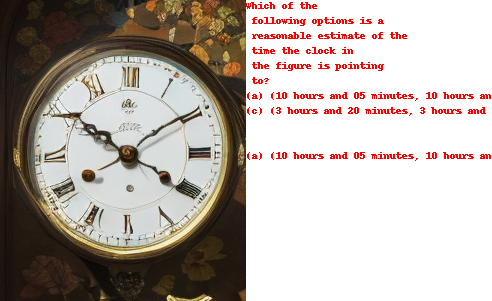 Which of the
following options is a
reasonable estimate of the
time the clock in
the figure is pointing
to?
(a) (10 hours and 05 minutes, 10 hours an
(c) (3 hours and 20 minutes, 3 hours and
(a) (10 hours and 05 minutes, 10 hours an